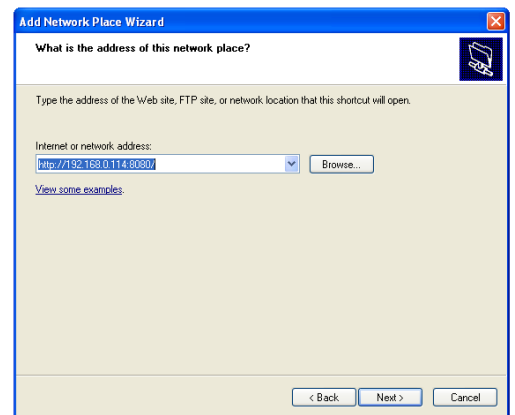 Add Network Place Wizard
What is the address of this network place?
Type the address of the Web site, FTP site, or network location that this shortcut will open.
Internet or network address:
http://192.168.0.114:8080/
Browse...
View some examples.
< Back
Next >
Cancel